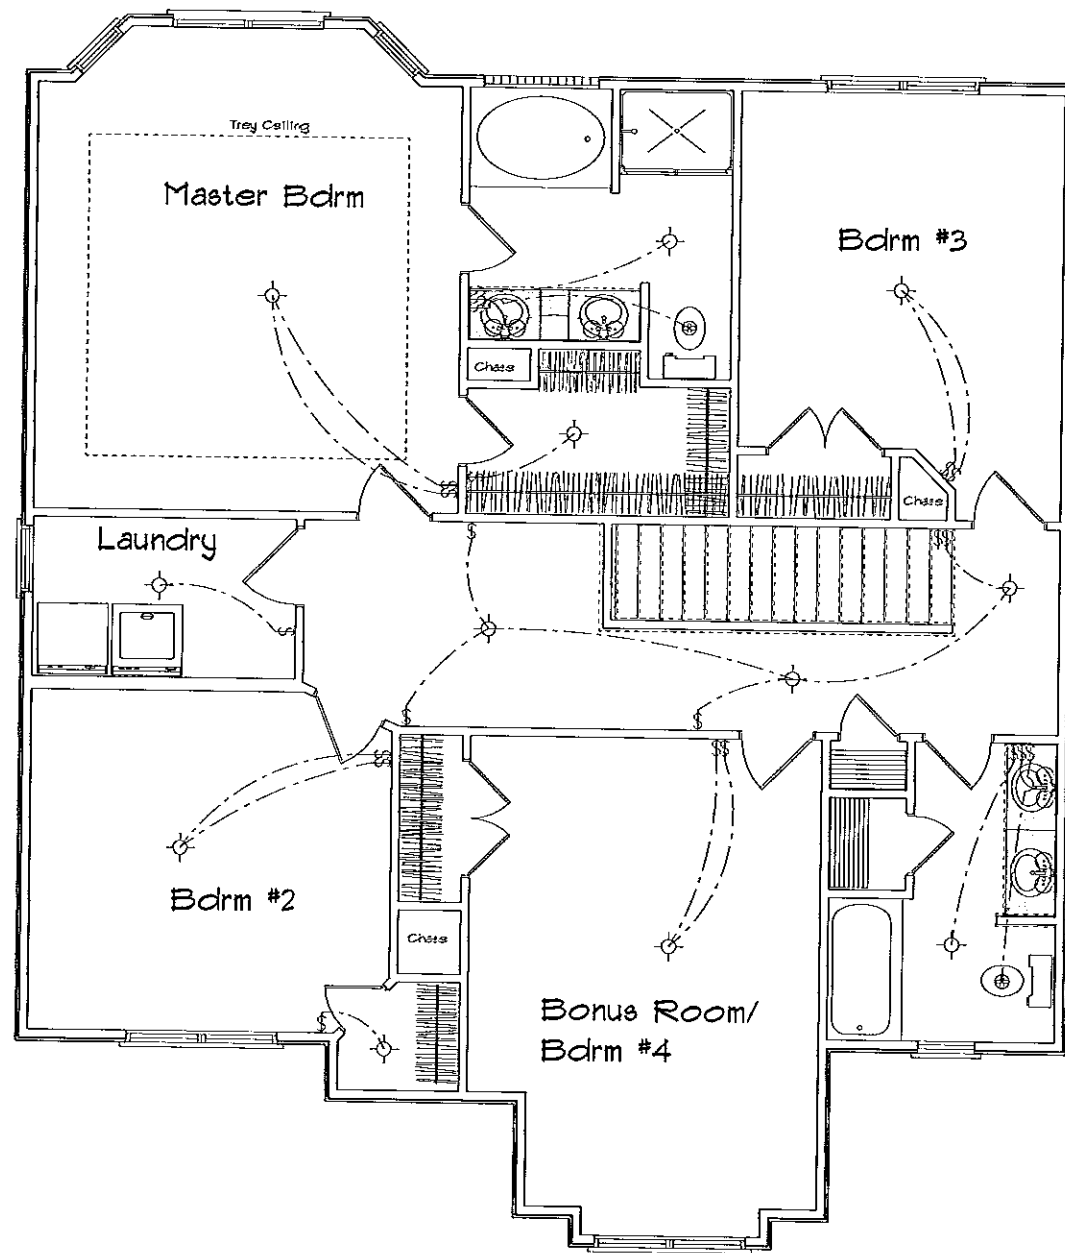 Trey Ceiling
Master Bdrm
Bdrm #3
Chase
Chase
Laundry
Bdrm #2
Chase
Bonus Room/
Bdrm #4